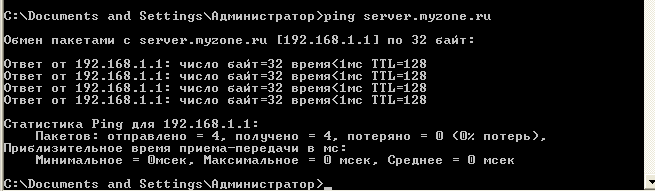 C:\Documents and Settings\Администратор>ping server.myzone.ru
Обмен пакетами с server.myzone.ru [192.168.1.1] по 32 байт:
Ответ от 192.168.1.1: число байт=32 время<1мс TTL=128
Ответ от 192.168.1.1: число байт=32 время<1мс TTL=128
Ответ от 192.168.1.1: число байт=32 время<1мс TTL=128
Ответ от 192.168.1.1: число байт=32 время<1мс TTL=128
Статистика Ping для 192.168.1.1:
Пакетов: отправлено = 4, получено = 4, потеряно = 0 (0% потерь),
Приблизительное время приема-передачи в мс:
Минимальное = 0мсек, Максимальное = 0 мсек, Среднее = 0 мсек
C:\Documents and Settings\Администратор>_